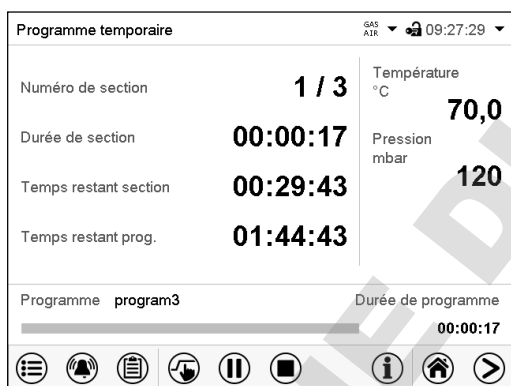 Programme temporaire
GAS AIR 09:27:29
Numéro de section 1 / 3
Durée de section 00:00:17
Temps restant section 00:29:43
Temps restant prog. 01:44:43
Température
°C
70,0
Pression
mbar
120
Programme program3
Durée de programme
00:00:17